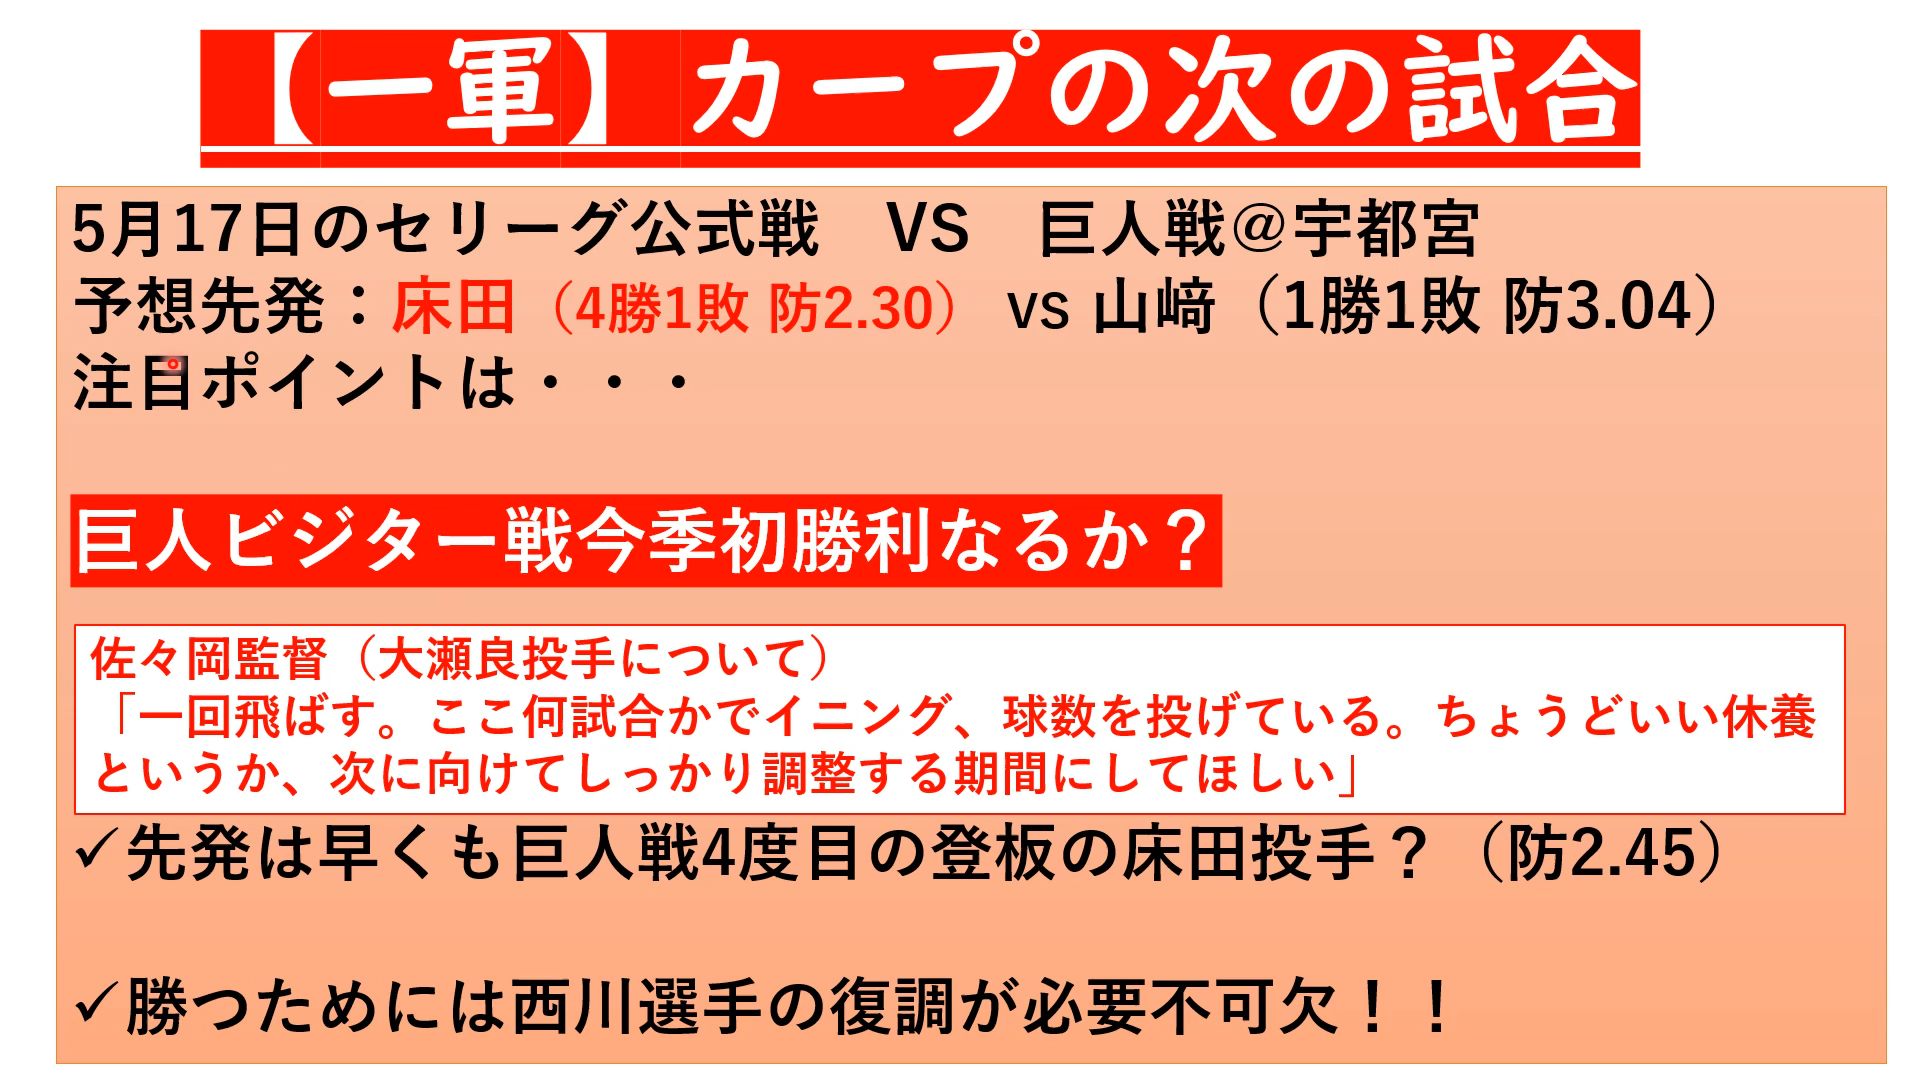 【一軍】カープの次の試合
5月17日のセリーグ公式戦　VS　巨人戦＠宇都宮
予想先発：床田（4勝1敗 防2.30） vs 山﨑（1勝1敗 防3.04）
注目ポイントは・・・
巨人ビジター戦今季初勝利なるか？
佐々岡監督（大瀬良投手について）
「一回飛ばす。ここ何試合かでイニング、球数を投げている。ちょうどいい休養
というか、次に向けてしっかり調整する期間にしてほしい」
✓先発は早くも巨人戦4度目の登板の床田投手？（防2.45）
✓勝つためには西川選手の復調が必要不可欠！！